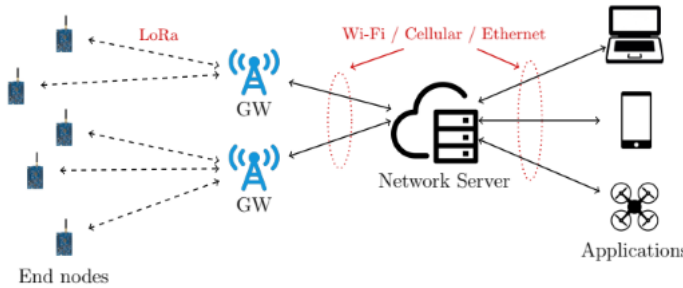 LoRa
Wi-Fi / Cellular / Ethernet
GW
GW
Network Server
Applications
End nodes